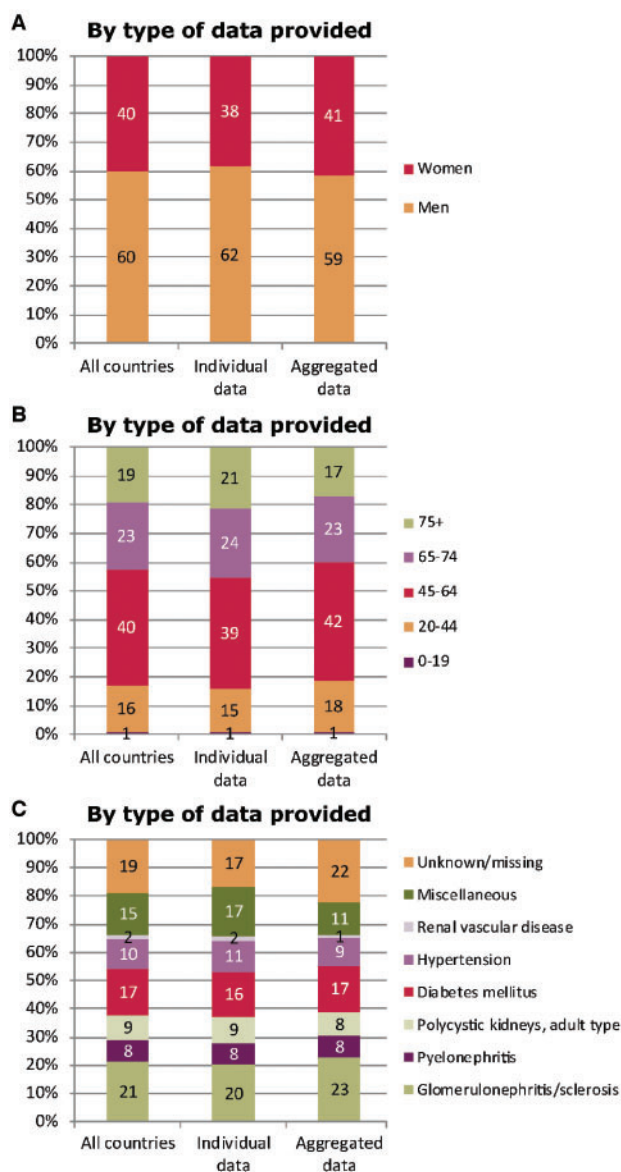 A
By type of data provided
100%
90%
80%
70%
60%
50%
40%
30%
20%
10%
0%
40 38 41
60 62 59
All countries Individual data Aggregated data
Women
Men
B
By type of data provided
100%
90%
80%
70%
60%
50%
40%
30%
20%
10%
0%
19 21 17
23 24 23
40 39 42
16 15 18
1 1 1
All countries Individual data Aggregated data
75+
65-74
45-64
20-44
0-19
C
By type of data provided
100%
90%
80%
70%
60%
50%
40%
30%
20%
10%
0%
19 17 22
15 17 11
2 2 1
10 11 9
17 16 17
9 9 8
8 8 8
21 20 23
All countries Individual data Aggregated data
Unknown/missing
Miscellaneous
Renal vascular disease
Hypertension
Diabetes mellitus
Polycystic kidneys, adult type
Pyelonephritis
Glomerulonephritis/sclerosis